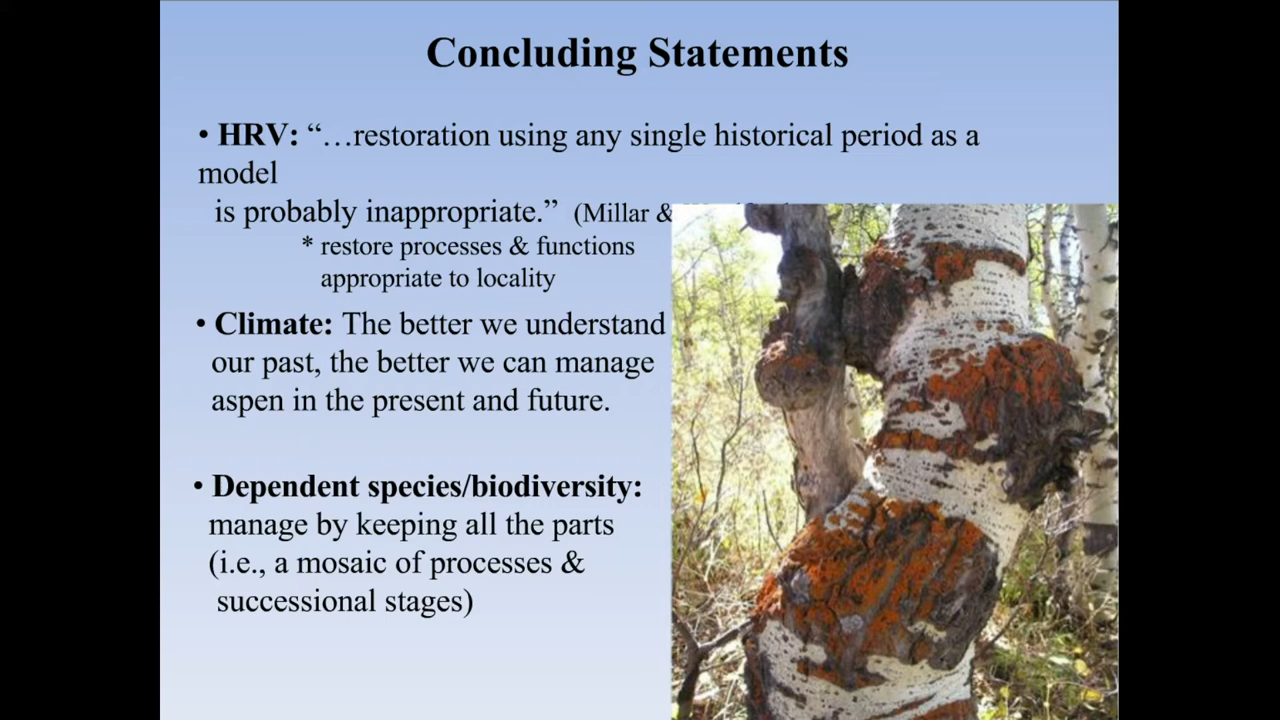 Concluding Statements
• HRV: “…restoration using any single historical period as a
model
is probably inappropriate.” (Millar &
* restore processes & functions
appropriate to locality
• Climate: The better we understand
our past, the better we can manage
aspen in the present and future.
• Dependent species/biodiversity:
manage by keeping all the parts
(i.e., a mosaic of processes &
successional stages)